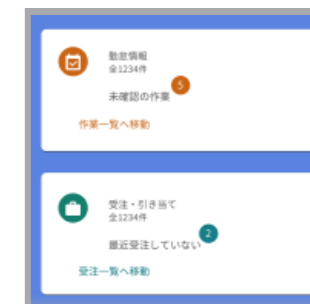 勤怠情報
全1234件
5
未確認の作業
作業一覧へ移動
受注・引き当て
全1234件
2
最近受注していない
受注一覧へ移動